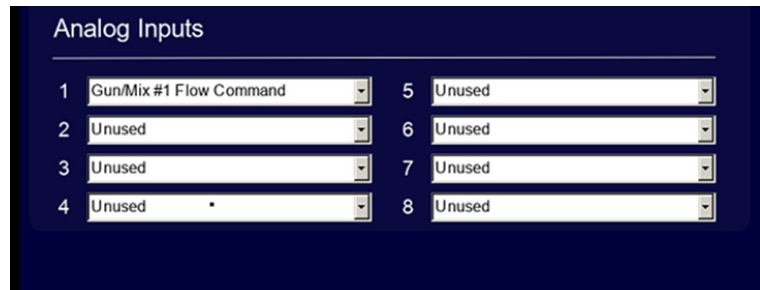 Analog Inputs
1 Gun/Mix #1 Flow Command 5 Unused
2 Unused 6 Unused
3 Unused 7 Unused
4 Unused 8 Unused